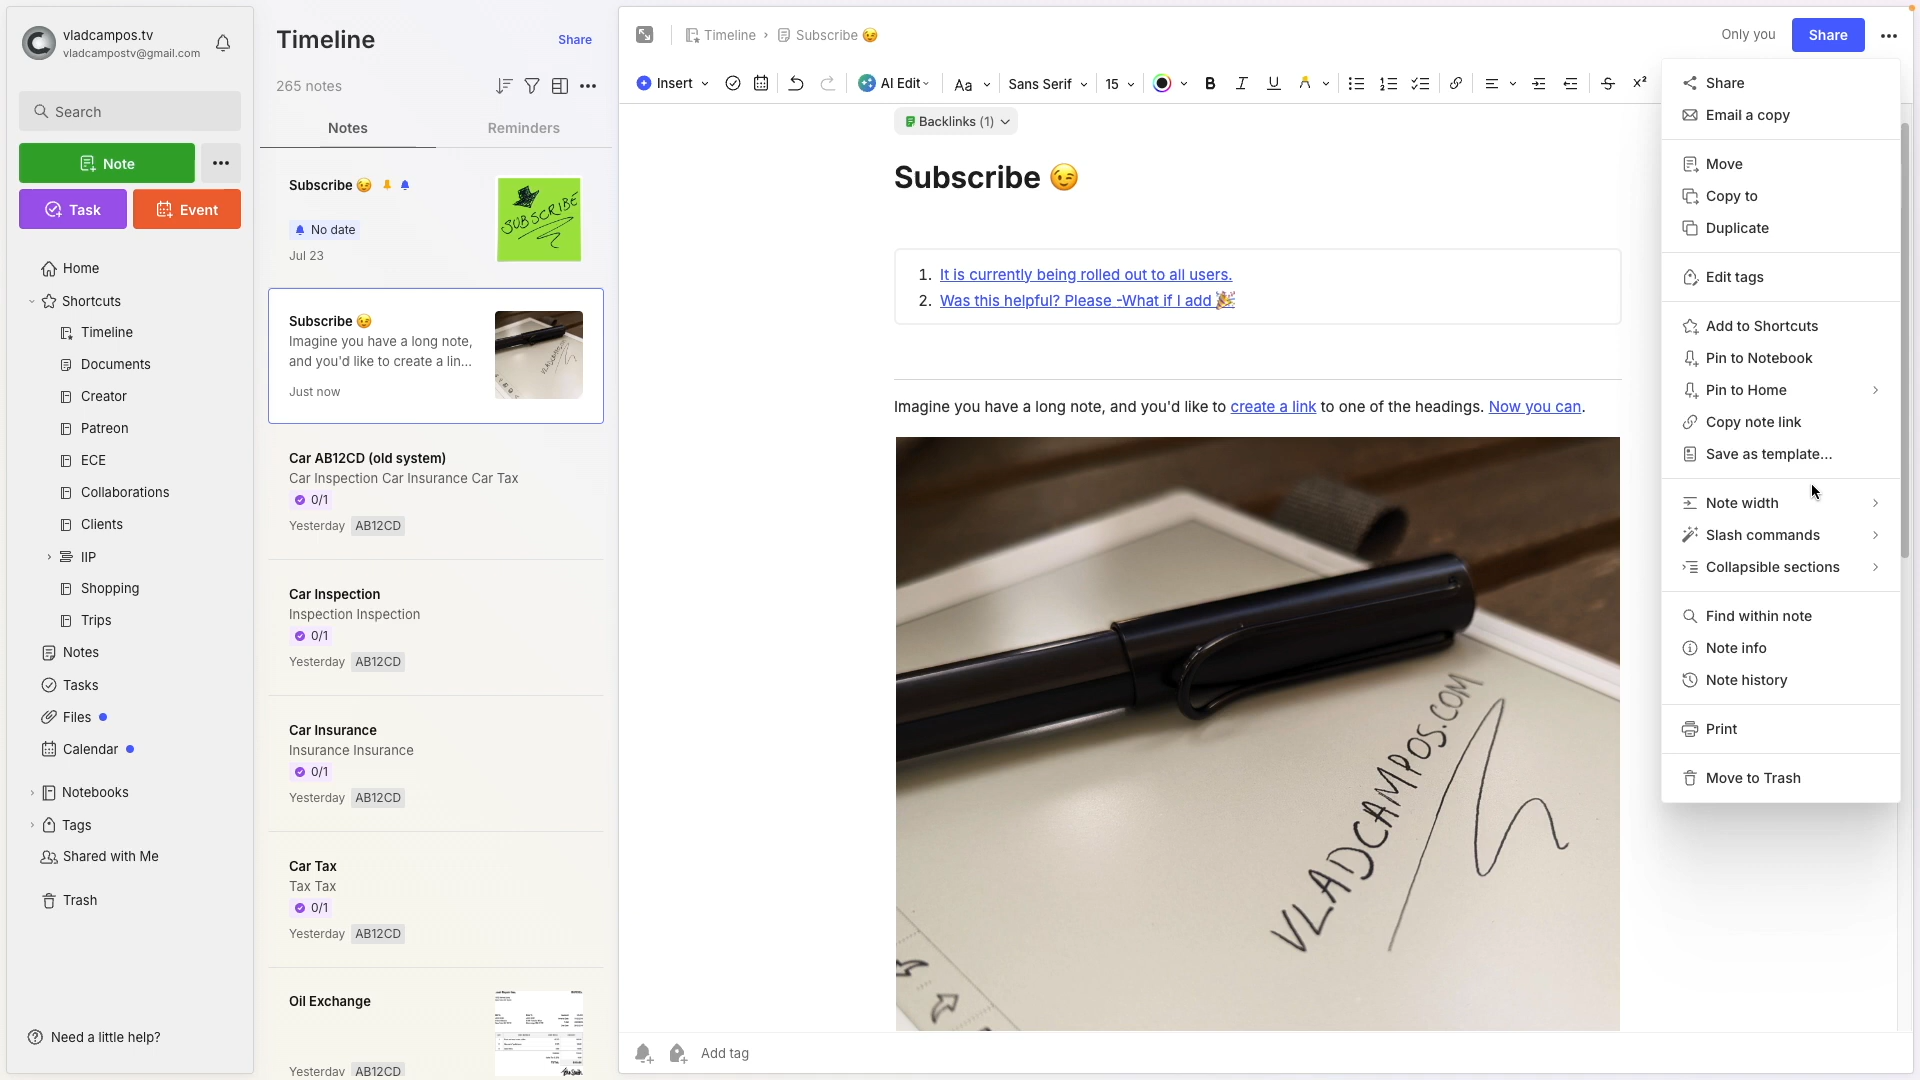 vladcampos.tv
vladcampostv@gmail.com
Search
Note
Task
Event
Home
Shortcuts
Timeline
Documents
Creator
Patreon
ECE
Collaborations
Clients
IIP
Shopping
Trips
Notes
Tasks
Files
Calendar
Notebooks
Tags
Shared with Me
Trash
Need a little help?
Timeline
Share
265 notes
Notes
Reminders
Subscribe 😉
No date
Jul 23
SUBSCRIBE
Subscribe 😉
Imagine you have a long note,
and you'd like to create a lin...
Just now
Car AB12CD (old system)
Car Inspection Car Insurance Car Tax
0/1
Yesterday AB12CD
Car Inspection
Inspection Inspection
0/1
Yesterday AB12CD
Car Insurance
Insurance Insurance
0/1
Yesterday AB12CD
Car Tax
Tax Tax
0/1
Yesterday AB12CD
Oil Exchange
Yesterday AB12CD
Timeline › Subscribe 😉
Only you
Share
Insert
AI Edit
Aa
Sans Serif
15
B
I
U
A
S
x²
Backlinks (1)
Subscribe 😉
1. It is currently being rolled out to all users.
2. Was this helpful? Please -What if I add 🎉
Imagine you have a long note, and you'd like to create a link to one of the headings. Now you can.
VLADCAMPOS.COM
Add tag
Share
Email a copy
Move
Copy to
Duplicate
Edit tags
Add to Shortcuts
Pin to Notebook
Pin to Home
Copy note link
Save as template...
Note width
Slash commands
Collapsible sections
Find within note
Note info
Note history
Print
Move to Trash